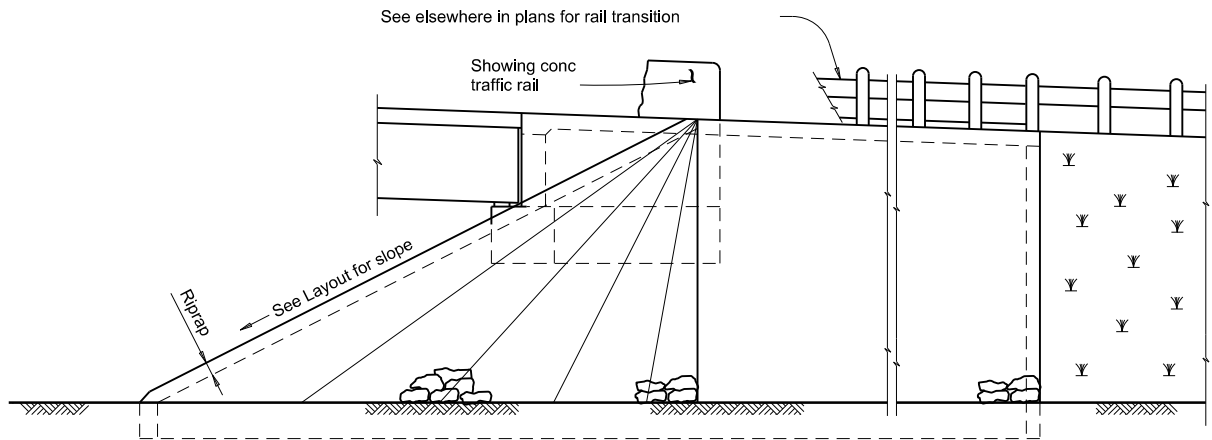 See elsewhere in plans for rail transition
Showing conc
traffic rail
See Layout for slope
Riprap